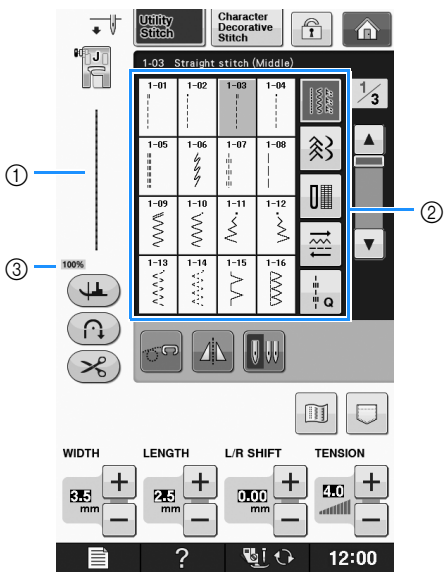 Utility
Stitch
Character
Decorative
Stitch
J
1-03 Straight stitch (Middle)
1-01 1-02 1-03 1-04
1/3
1-05 1-06 1-07 1-08
1
2
1-09 1-10 1-11 1-12
3 100%
1-13 1-14 1-15 1-16
Q
WIDTH LENGTH L/R SHIFT TENSION
3.5 mm + - 2.5 mm + - 0.00 mm + - 4.0 + -
? 12:00